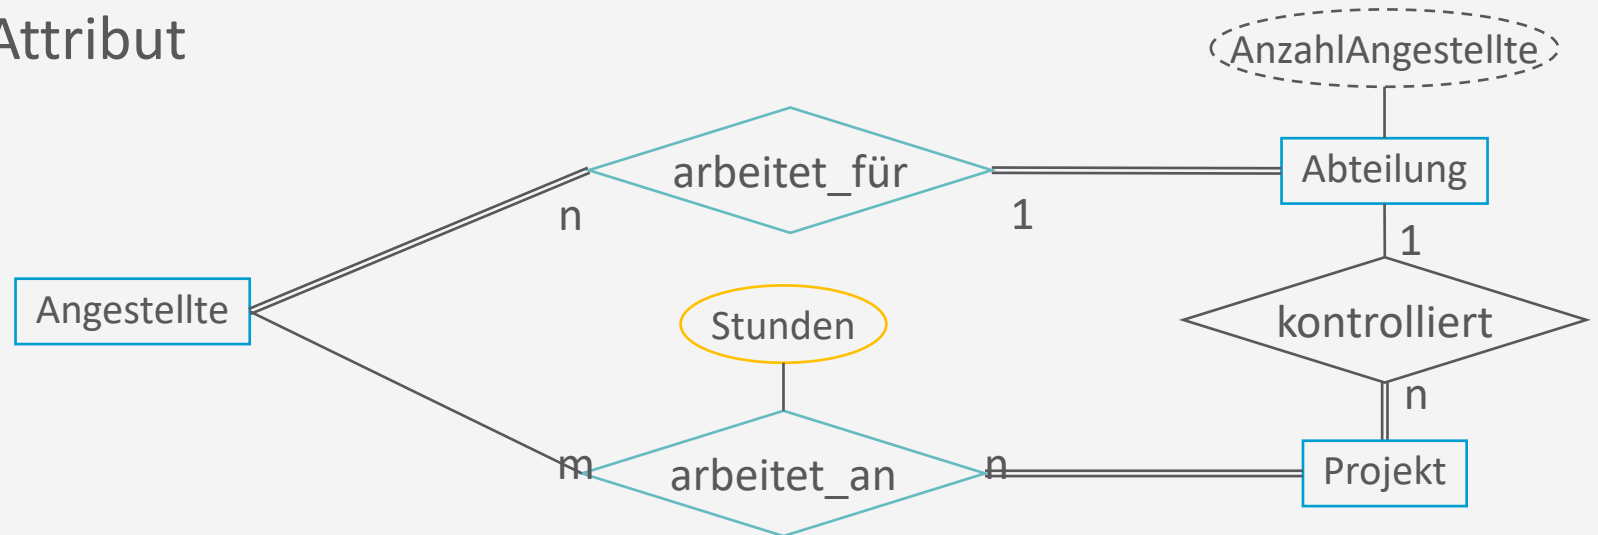 Attribut
AnzahlAngestellte
arbeitet_für
Abteilung
n
1
1
Angestellte
Stunden
kontrolliert
n
m
arbeitet_an
n
Projekt